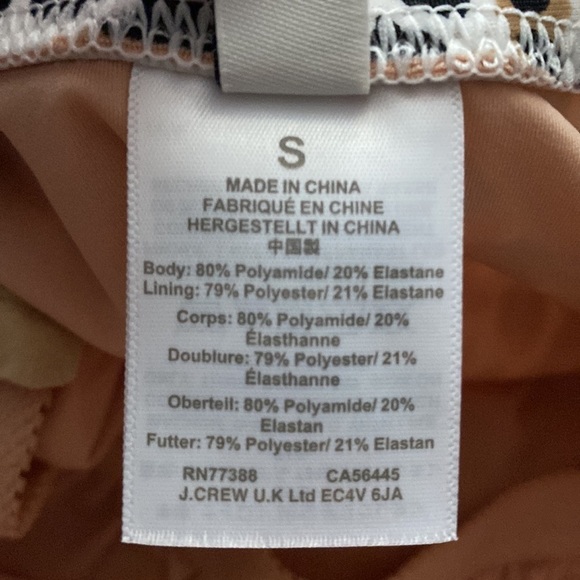 S
MADE IN CHINA
FABRIQUÉ EN CHINE
HERGESTELLT IN CHINA
中国製
Body: 80% Polyamide/ 20% Elastane
Lining: 79% Polyester/ 21% Elastane
Corps: 80% Polyamide/ 20%
Élasthanne
Doublure: 79% Polyester/ 21%
Élasthanne
Oberteil: 80% Polyamide/ 20%
Elastan
Futter: 79% Polyester/ 21% Elastan
RN77388 CA56445
J.CREW U.K Ltd EC4V 6JA